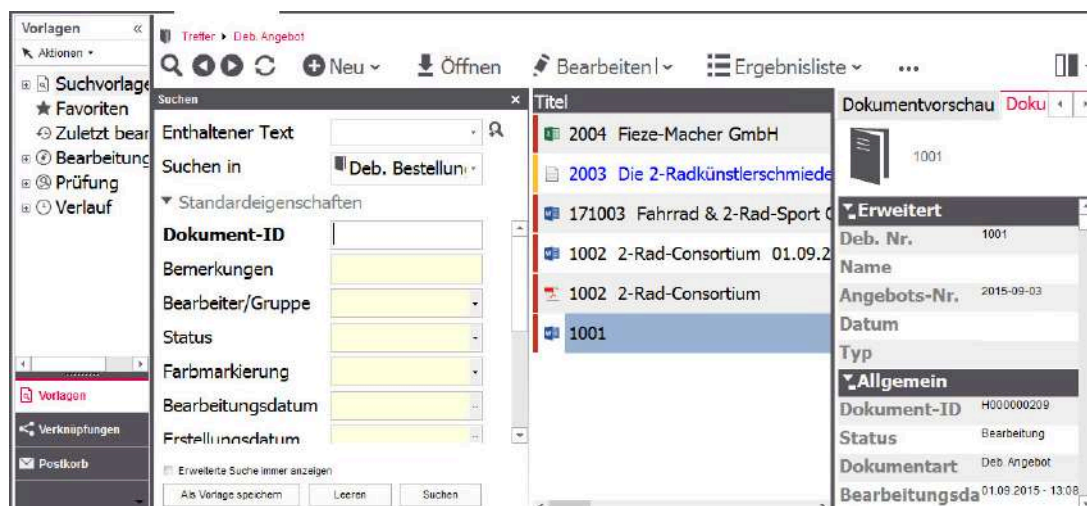 Vorlagen «
Aktionen
Suchvorlage
Favoriten
Zuletzt bear
Bearbeitung
Prüfung
Verlauf
Vorlagen
Verknüpfungen
Postkorb
Treffer Deb. Angebot
Neu
Öffnen
Bearbeiten
Ergebnisliste
...
Suchen ×
Enthaltener Text
Suchen in Deb. Bestellun
Standardeigenschaften
Dokument-ID
Bemerkungen
Bearbeiter/Gruppe
Status
Farbmarkierung
Bearbeitungsdatum
Erstellungsdatum
Erweiterte Suche immer anzeigen
Als Vorlage speichern Leeren Suchen
Titel
2004 Fieze-Macher GmbH
2003 Die 2-Radkünstlerschmiede
171003 Fahrrad & 2-Rad-Sport
1002 2-Rad-Consortium 01.09.2
1002 2-Rad-Consortium
1001
Dokumentvorschau Doku
1001
Erweitert
Deb. Nr. 1001
Name
Angebots-Nr. 2015-09-03
Datum
Typ
Allgemein
Dokument-ID H000000209
Status Bearbeitung
Dokumentart Deb. Angebot
Bearbeitungsda 01.09.2015 - 13:08